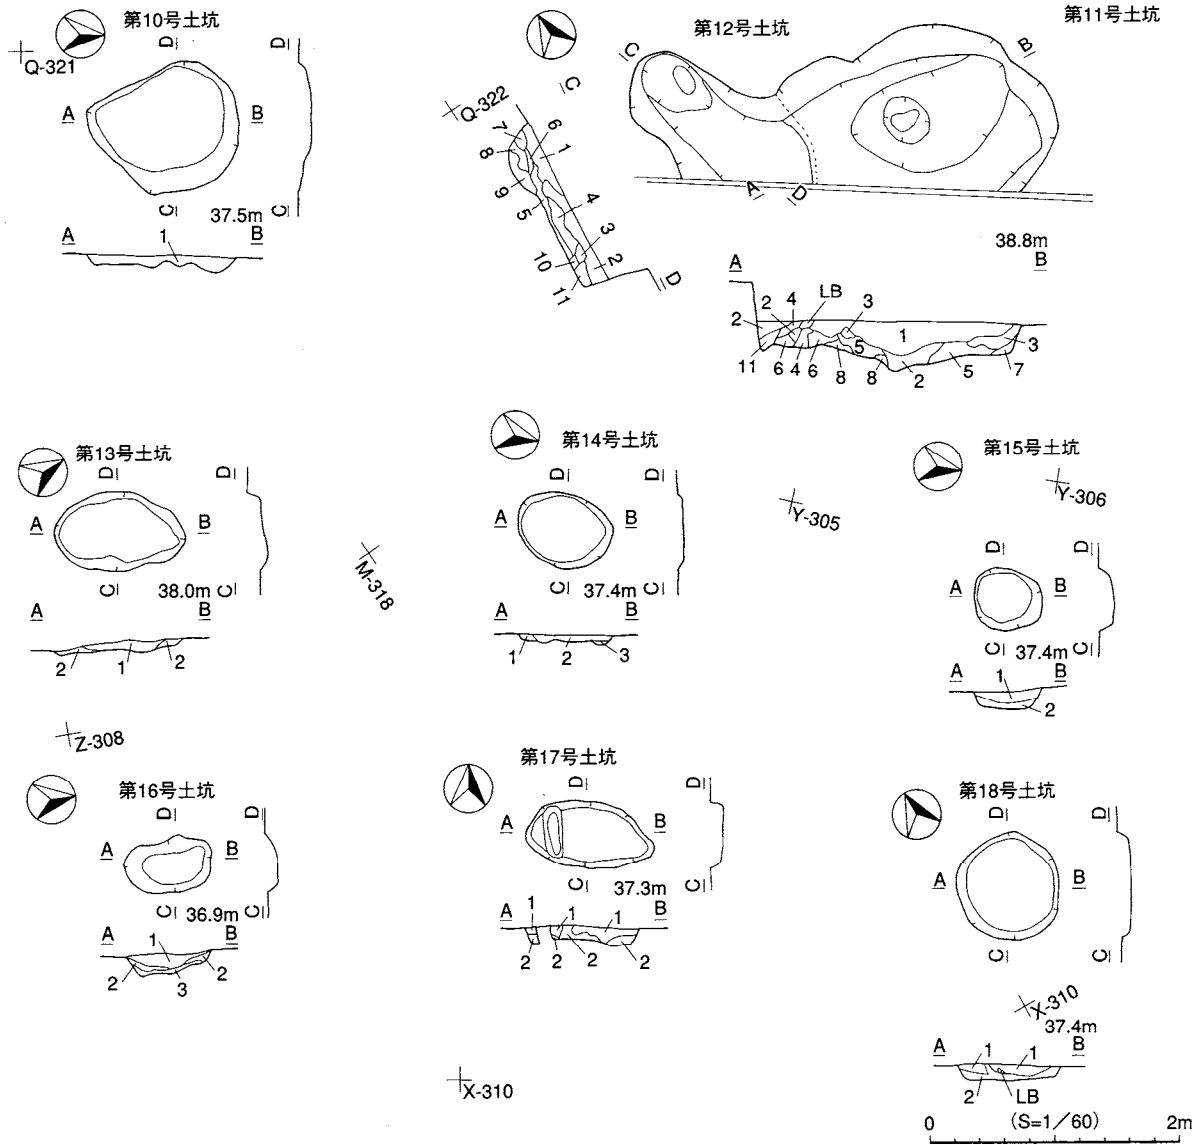 第10号土坑
Q-321
D D
A B
C C
37.5m
A 1 B
第12号土坑
第11号土坑
C B
Q-322
C
7 6 1
8
9 5 4
3
10 2
11
D
A D
38.8m
A B
2 2 4 LB 3
1
11 6 4 6 8 5 8 2 5 7 3
第13号土坑
D D
A B
C C
38.0m
A B
2 1 2
M-318
第14号土坑
D D
A B
C C
37.4m
A B
1 2 3
Y-305
第15号土坑
Y-306
D D
A B
C C
37.4m
A 1 B
2
Z-308
第16号土坑
D D
A B
C C
36.9m
A 1 B
2 3 2
第17号土坑
D D
A B
C C
37.3m
A 1 1 1 B
2 2 2 2
X-310
第18号土坑
D D
A B
C C
X-310
37.4m
A 1 1 B
2 LB
(S=1/60)
0 2m